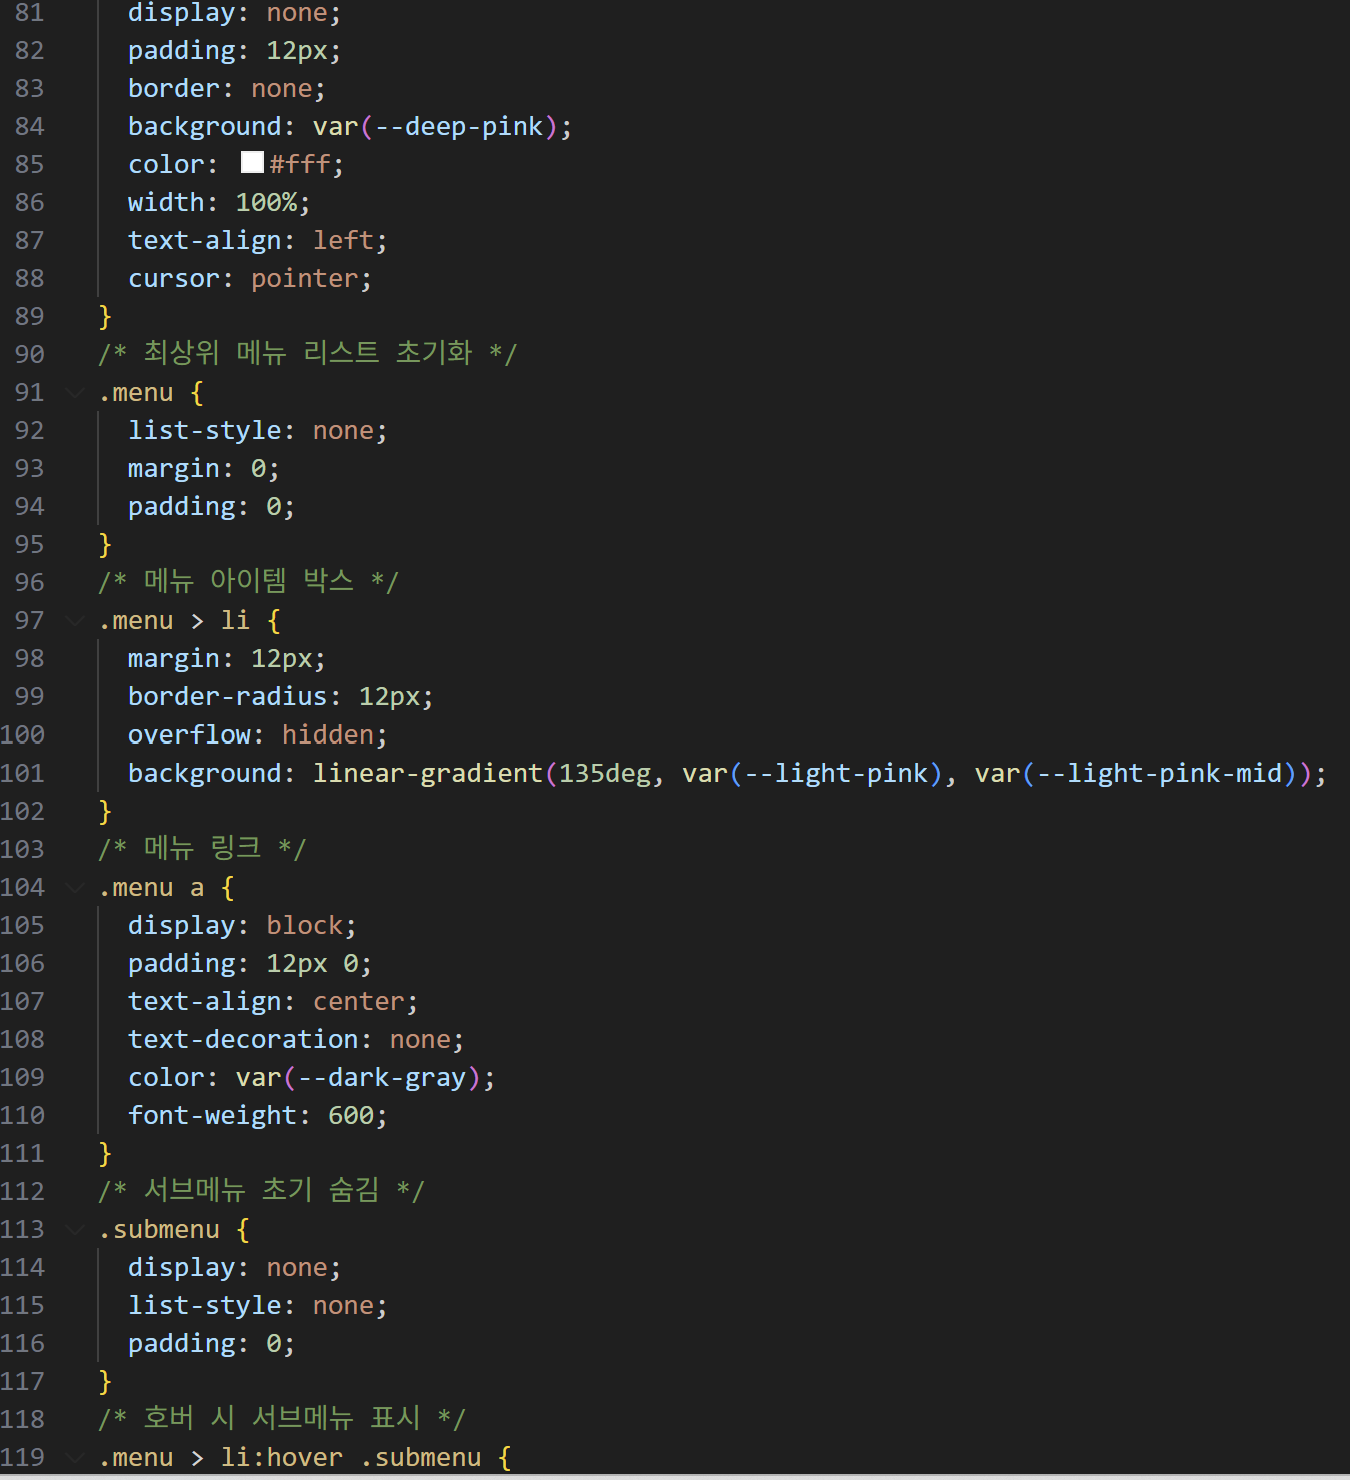 81 display: none;
82 padding: 12px;
83 border: none;
84 background: var(--deep-pink);
85 color: #fff;
86 width: 100%;
87 text-align: left;
88 cursor: pointer;
89 }
90 /* 최상위 메뉴 리스트 초기화 */
91 .menu {
92 list-style: none;
93 margin: 0;
94 padding: 0;
95 }
96 /* 메뉴 아이템 박스 */
97 .menu > li {
98 margin: 12px;
99 border-radius: 12px;
100 overflow: hidden;
101 background: linear-gradient(135deg, var(--light-pink), var(--light-pink-mid));
102 }
103 /* 메뉴 링크 */
104 .menu a {
105 display: block;
106 padding: 12px 0;
107 text-align: center;
108 text-decoration: none;
109 color: var(--dark-gray);
110 font-weight: 600;
111 }
112 /* 서브메뉴 초기 숨김 */
113 .submenu {
114 display: none;
115 list-style: none;
116 padding: 0;
117 }
118 /* 호버 시 서브메뉴 표시 */
119 .menu > li:hover .submenu {